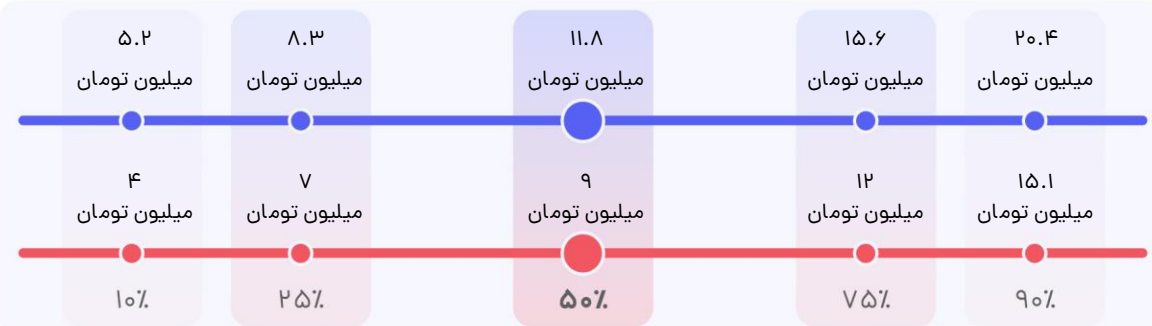 ۵.۲ ۸.۳ ۱۱.۸ ۱۵.۶ ۲۰.۴
میلیون تومان میلیون تومان میلیون تومان میلیون تومان میلیون تومان
۴ ۷ ۹ ۱۲ ۱۵.۱
میلیون تومان میلیون تومان میلیون تومان میلیون تومان میلیون تومان
۱۰٪ ۲۵٪ ۵۰٪ ۷۵٪ ۹۰٪